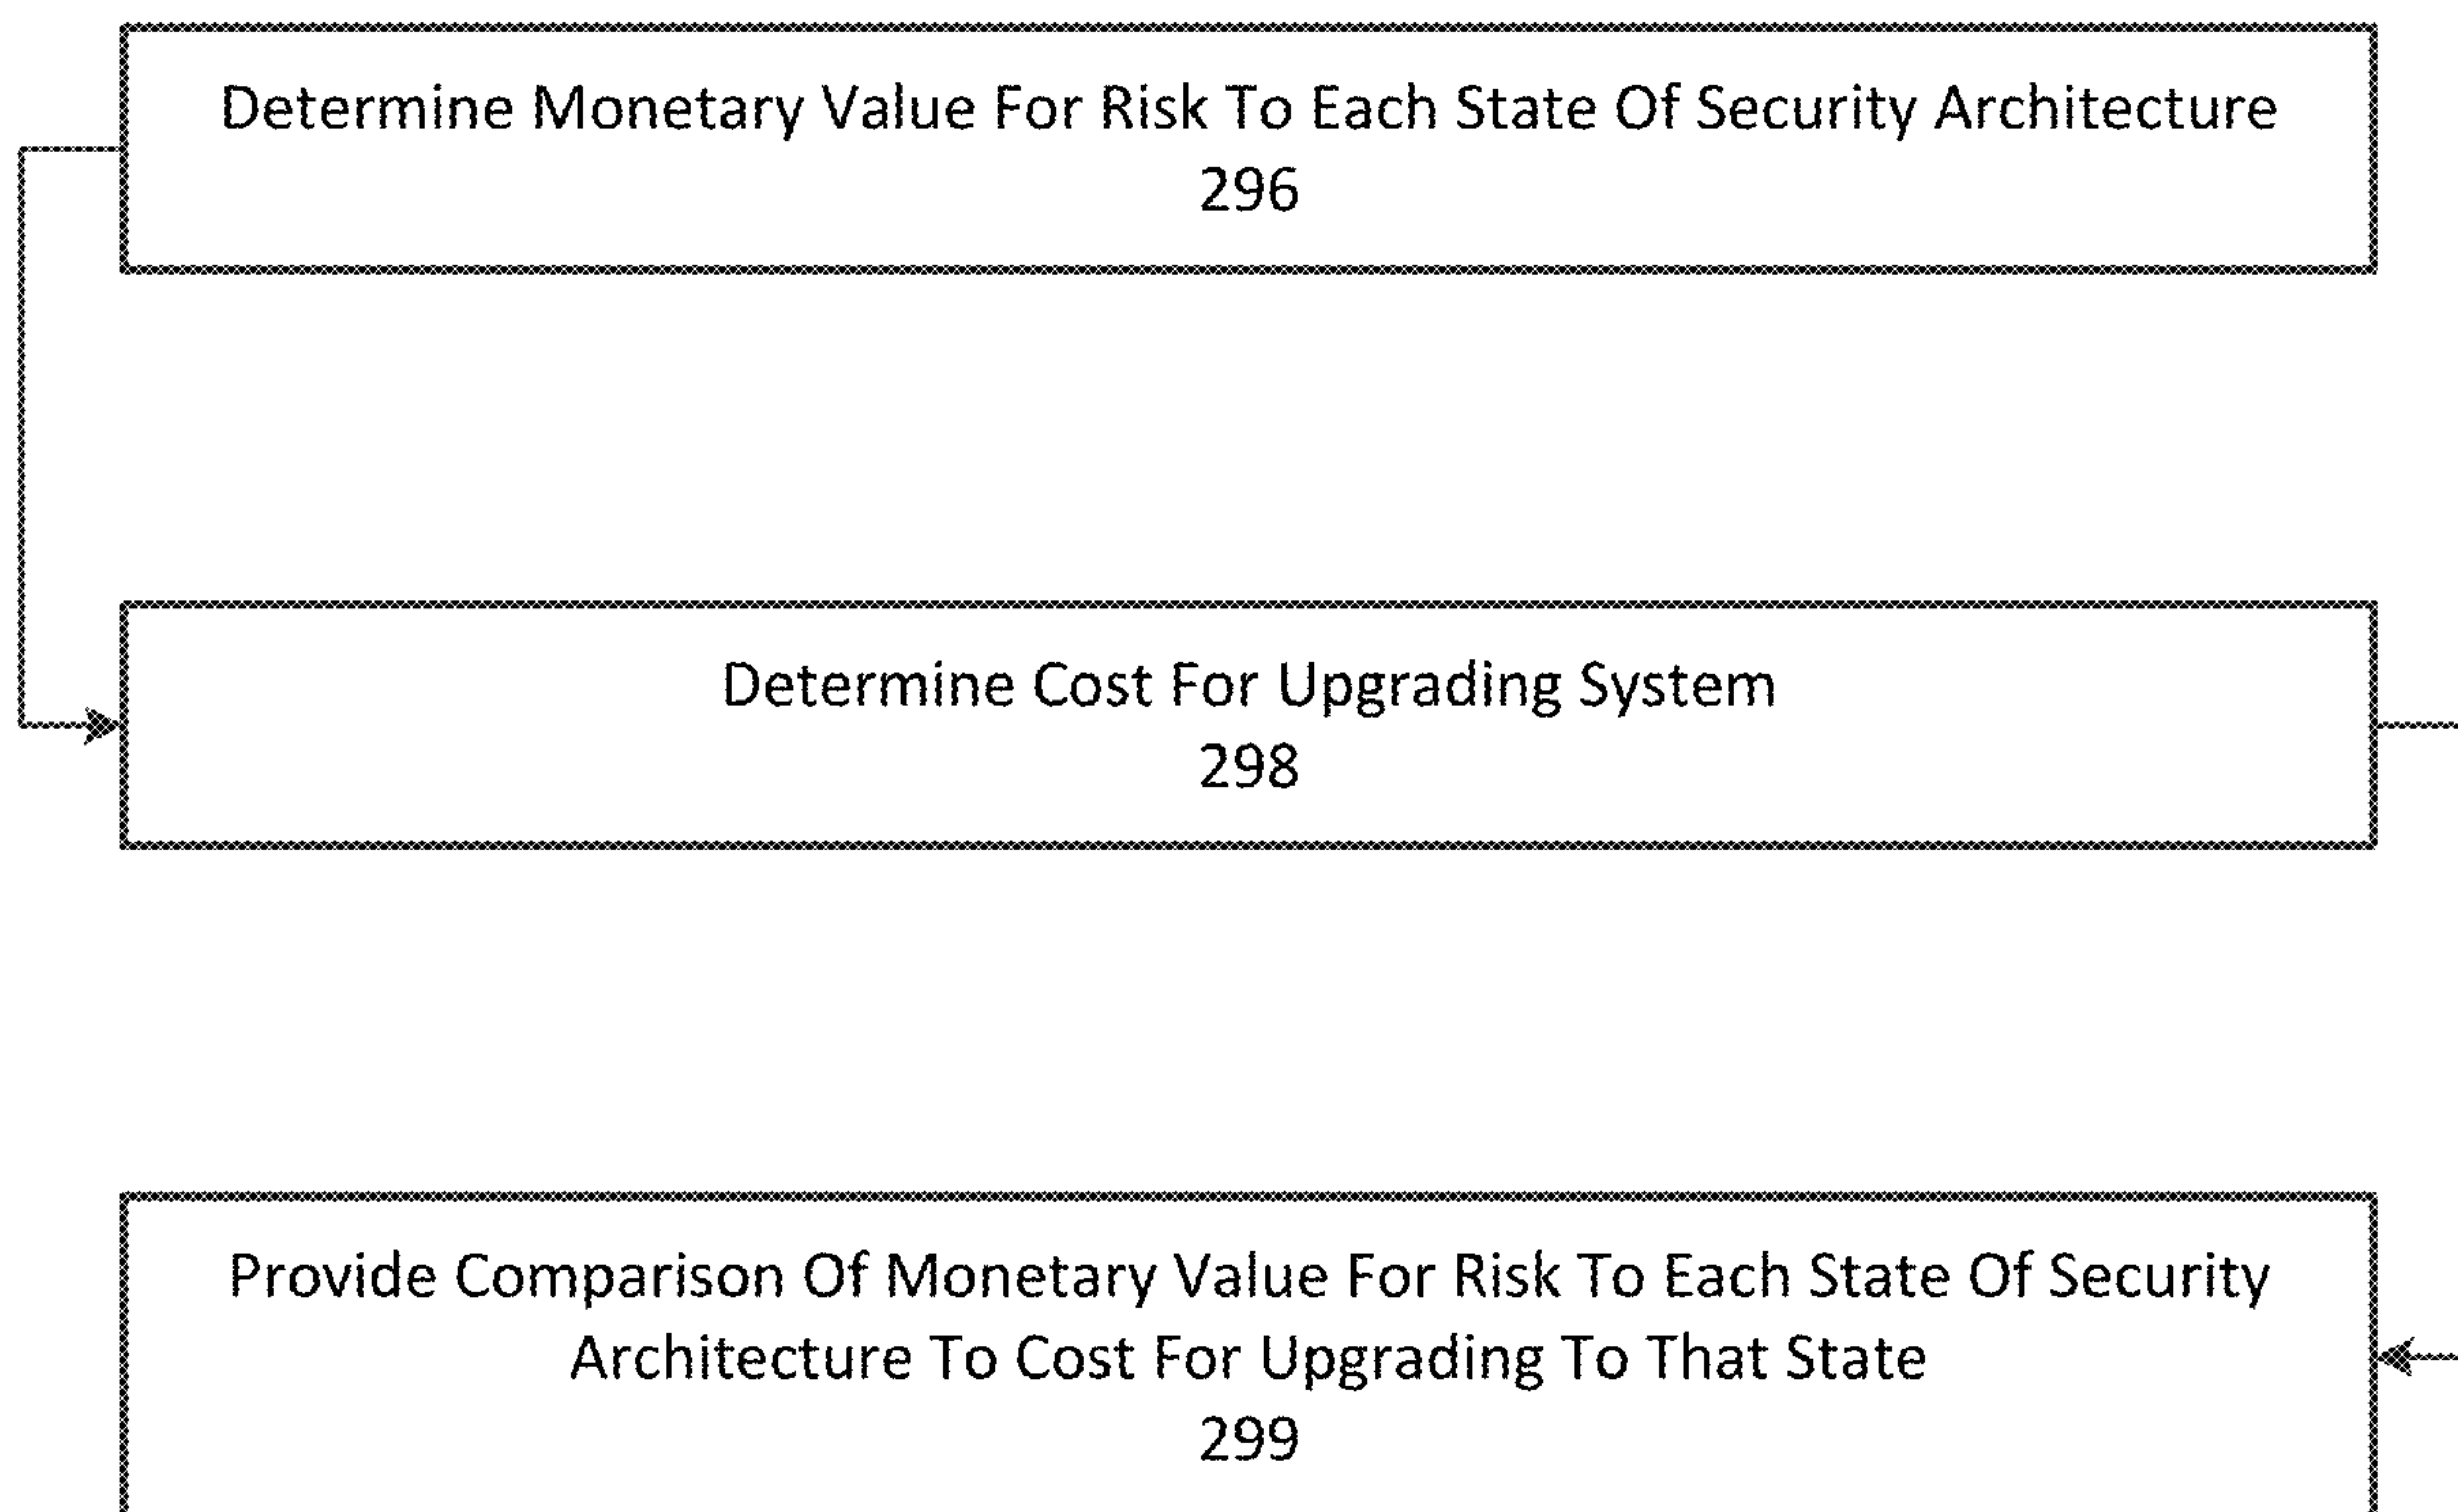 Determine Monetary Value For Risk To Each State Of Security Architecture
296
Determine Cost For Upgrading System
298
Provide Comparison Of Monetary Value For Risk To Each State Of Security
Architecture To Cost For Upgrading To That State
299